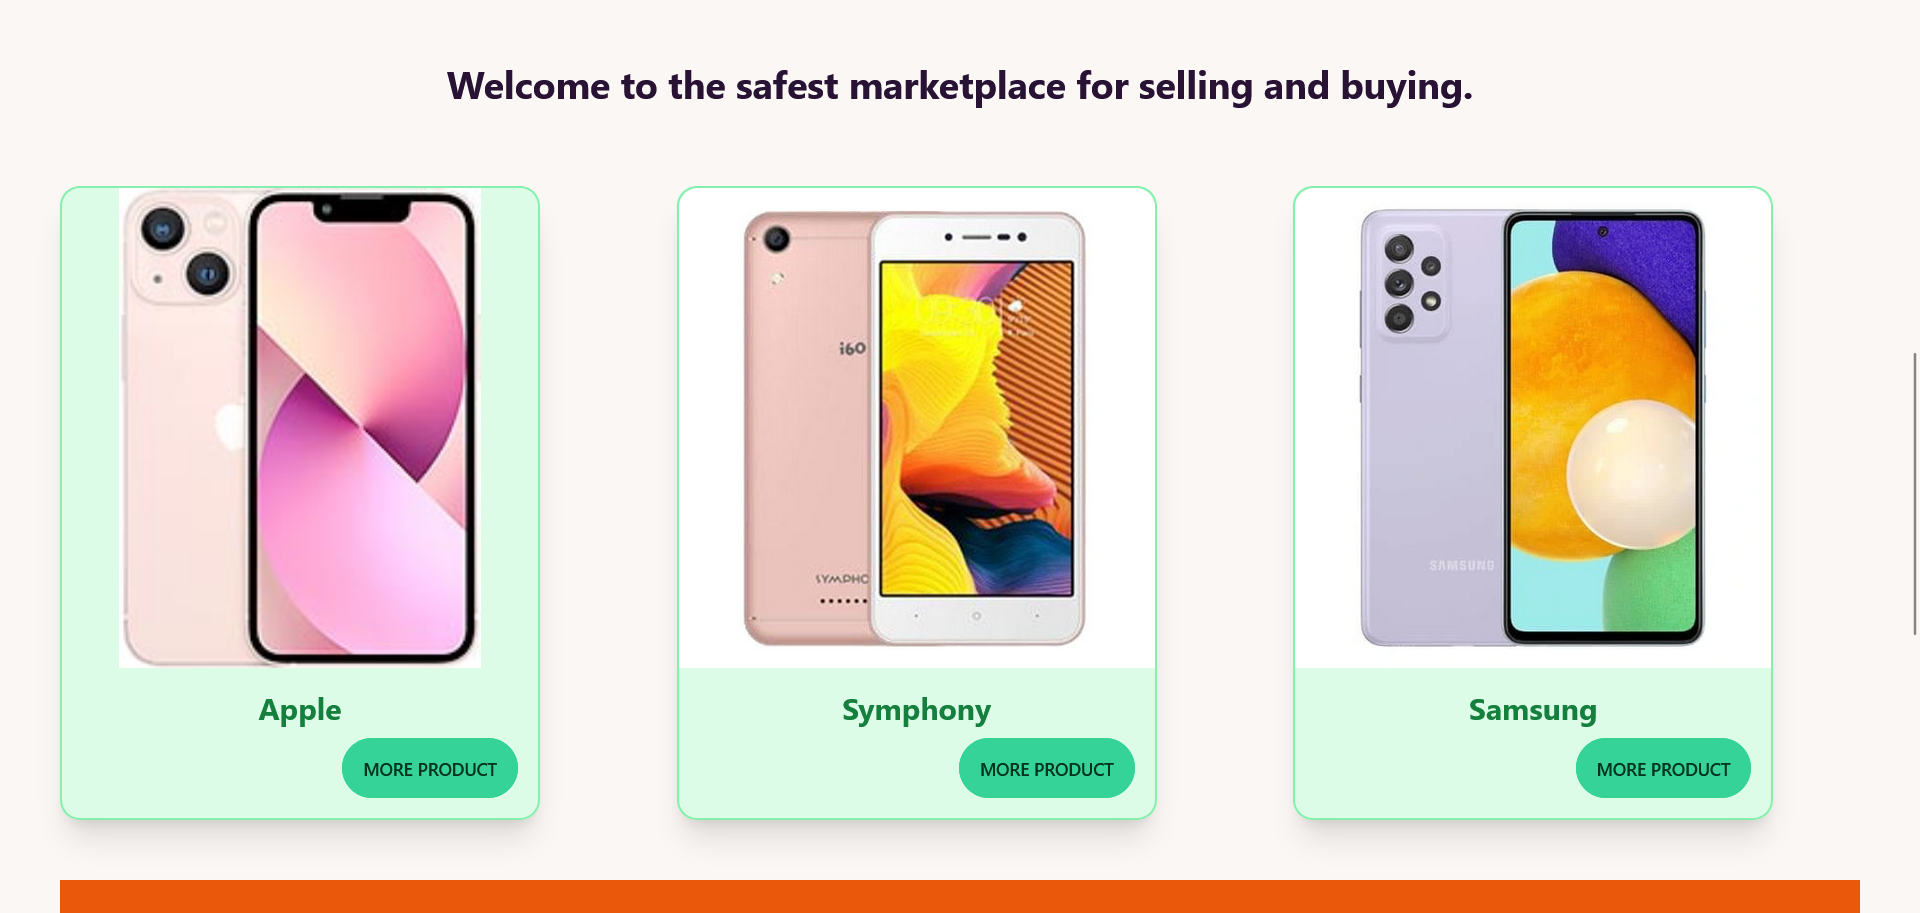 Welcome to the safest marketplace for selling and buying.
i60
SYMPHO
SAMSUNG
Apple
Symphony
Samsung
MORE PRODUCT
MORE PRODUCT
MORE PRODUCT